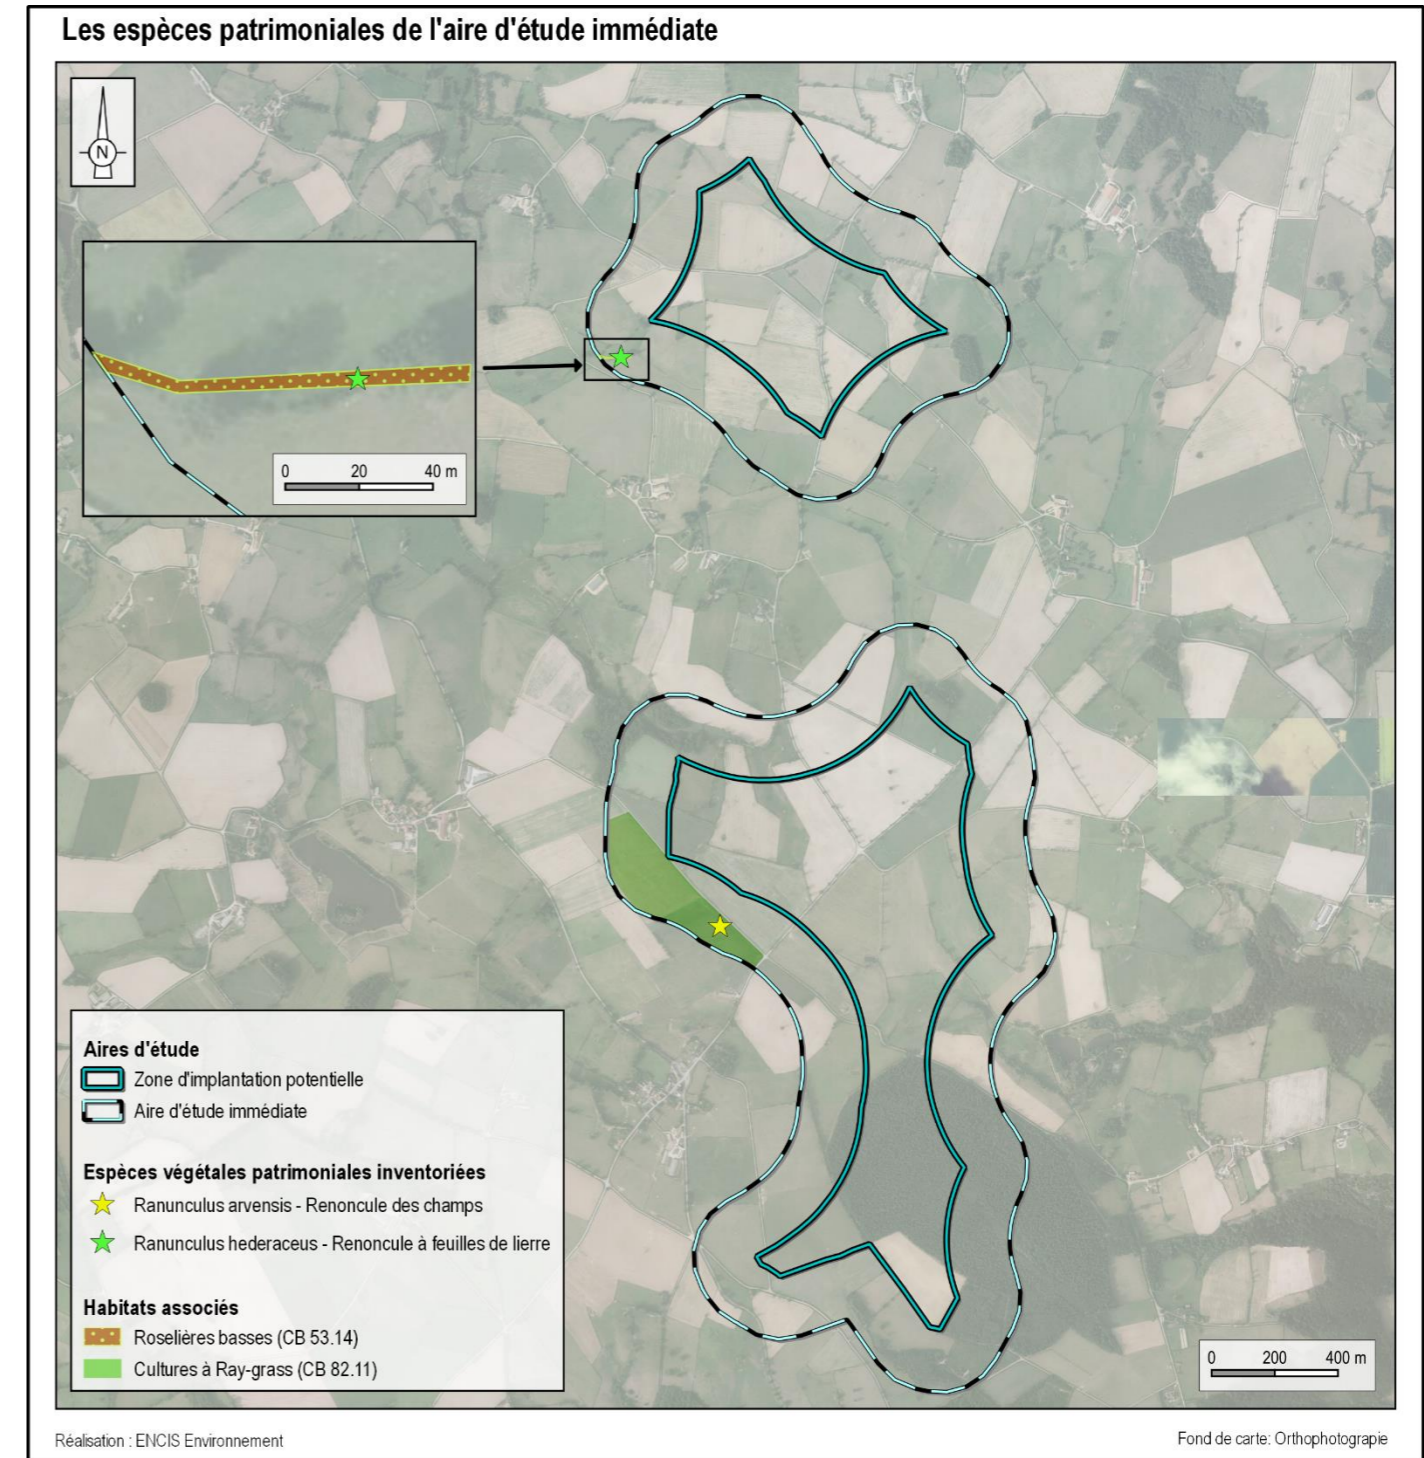 Les espèces patrimoniales de l'aire d'étude immédiate
N
0 20 40 m
Aires d'étude
Zone d'implantation potentielle
Aire d'étude immédiate
Espèces végétales patrimoniales inventoriées
Ranunculus arvensis - Renoncule des champs
Ranunculus hederaceus - Renoncule à feuilles de lierre
Habitats associés
Roselières basses (CB 53.14)
Cultures à Ray-grass (CB 82.11)
0 200 400 m
Réalisation : ENCIS Environnement
Fond de carte: Orthophotograpie